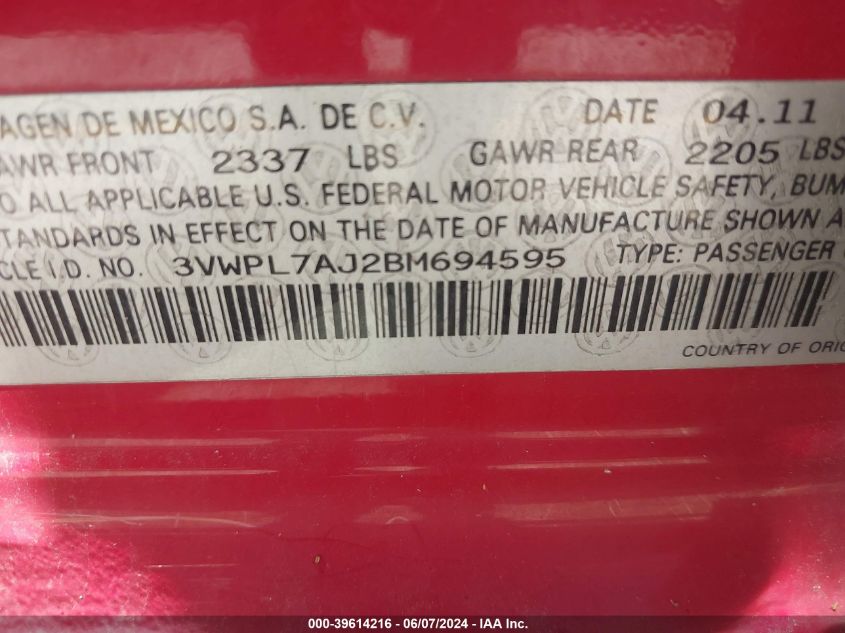 AGEN DE MEXICO S.A. DE C.V. DATE 04.11
AWR FRONT 2337 LBS GAWR REAR 2205 LBS
O ALL APPLICABLE U.S. FEDERAL MOTOR VEHICLE SAFETY, BUM
TANDARDS IN EFFECT ON THE DATE OF MANUFACTURE SHOWN A
CLE I.D. NO. 3VWPL7AJ2BM694595 TYPE: PASSENGER
COUNTRY OF ORIG
000-39614216 - 06/07/2024 - IAA Inc.